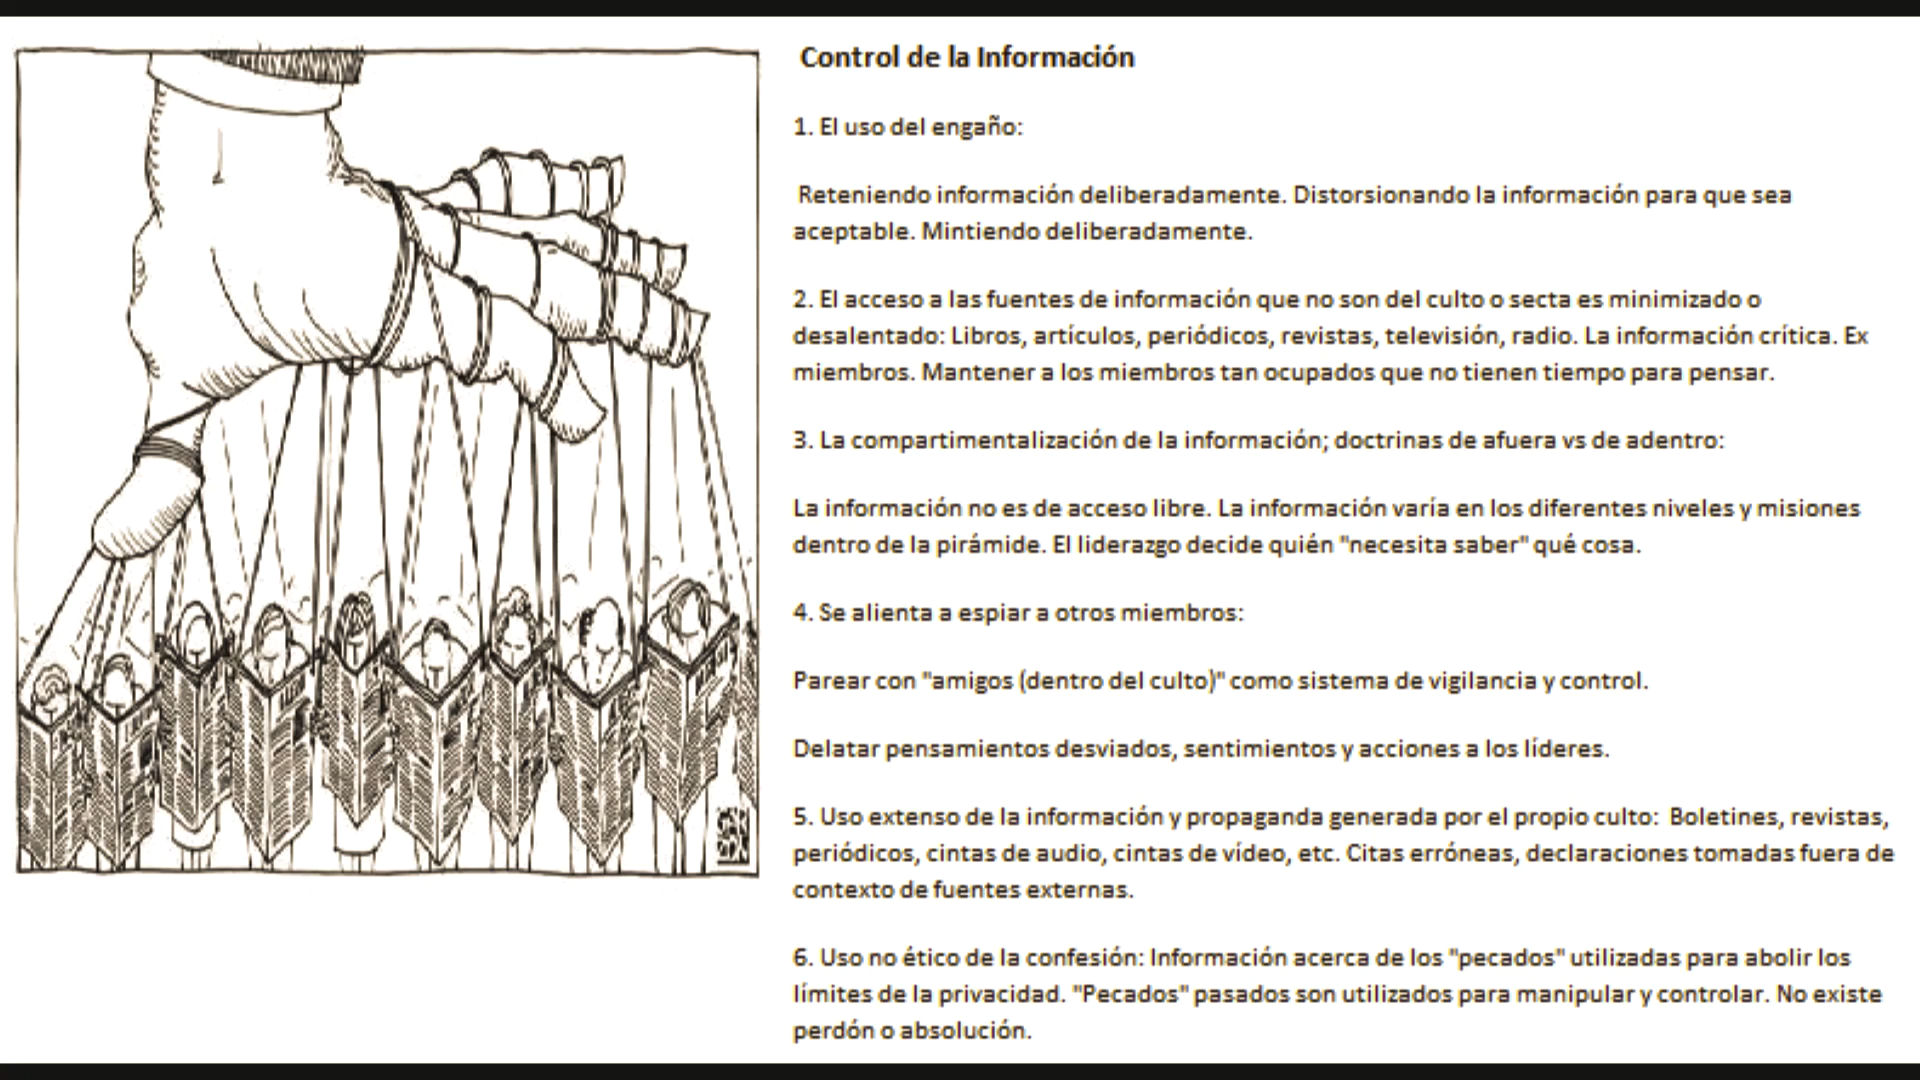 Control de la Información
1. El uso del engaño:
Reteniendo información deliberadamente. Distorsionando la información para que sea
aceptable. Mintiendo deliberadamente.
2. El acceso a las fuentes de información que no son del culto o secta es minimizado o
desalentado: Libros, artículos, periódicos, revistas, televisión, radio. La información crítica. Ex
miembros. Mantener a los miembros tan ocupados que no tienen tiempo para pensar.
3. La compartimentalización de la información; doctrinas de afuera vs de adentro:
La información no es de acceso libre. La información varía en los diferentes niveles y misiones
dentro de la pirámide. El liderazgo decide quién "necesita saber" qué cosa.
4. Se alienta a espiar a otros miembros:
Parear con "amigos (dentro del culto)" como sistema de vigilancia y control.
Delatar pensamientos desviados, sentimientos y acciones a los líderes.
5. Uso extenso de la información y propaganda generada por el propio culto: Boletines, revistas,
periódicos, cintas de audio, cintas de vídeo, etc. Citas erróneas, declaraciones tomadas fuera de
contexto de fuentes externas.
6. Uso no ético de la confesión: Información acerca de los "pecados" utilizadas para abolir los
límites de la privacidad. "Pecados" pasados son utilizados para manipular y controlar. No existe
perdón o absolución.